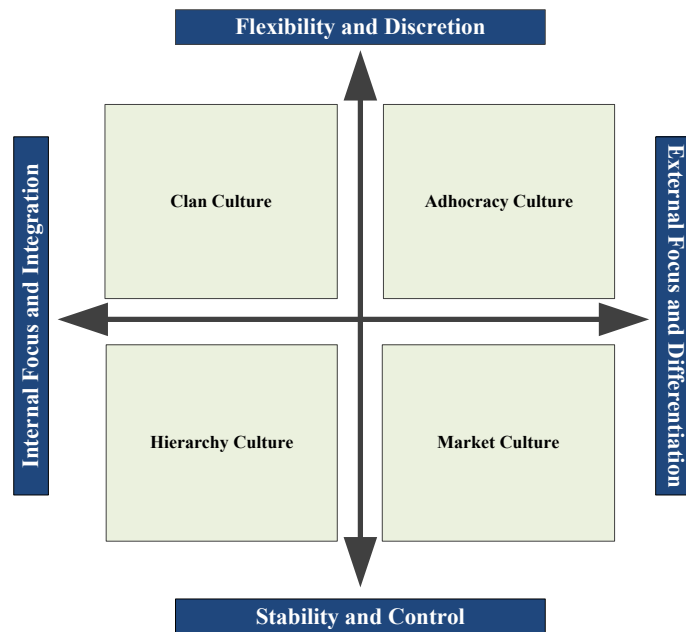 Flexibility and Discretion
Internal Focus and Integration
External Focus and Differentiation
Clan Culture
Adhocracy Culture
Hierarchy Culture
Market Culture
Stability and Control